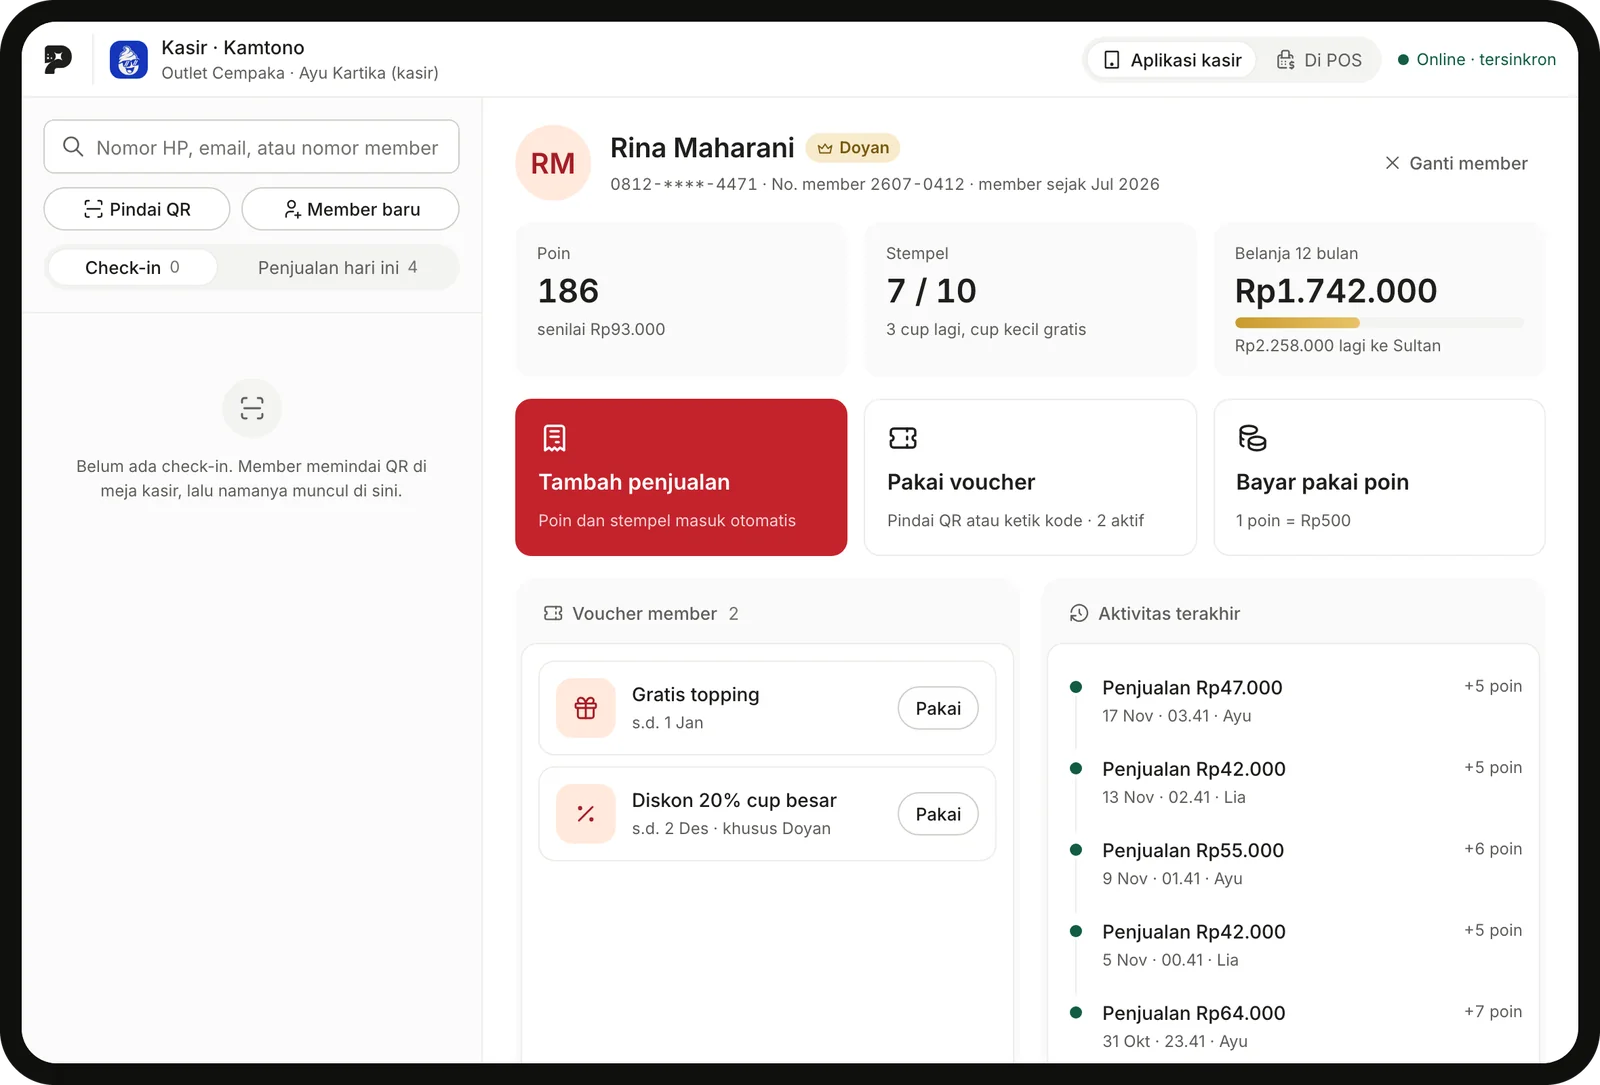 Kasir · Kamtono
Outlet Cempaka · Ayu Kartika (kasir)
Aplikasi kasir
Di POS
Online · tersinkron
Nomor HP, email, atau nomor member
Pindai QR
Member baru
Check-in 0
Penjualan hari ini 4
Belum ada check-in. Member memindai QR di
meja kasir, lalu namanya muncul di sini.
RM
Rina Maharani
Doyan
0812-****-4471 · No. member 2607-0412 · member sejak Jul 2026
Ganti member
Poin
186
senilai Rp93.000
Stempel
7 / 10
3 cup lagi, cup kecil gratis
Belanja 12 bulan
Rp1.742.000
Rp2.258.000 lagi ke Sultan
Tambah penjualan
Poin dan stempel masuk otomatis
Pakai voucher
Pindai QR atau ketik kode · 2 aktif
Bayar pakai poin
1 poin = Rp500
Voucher member 2
Gratis topping
s.d. 1 Jan
Pakai
Diskon 20% cup besar
s.d. 2 Des · khusus Doyan
Pakai
Aktivitas terakhir
Penjualan Rp47.000
+5 poin
17 Nov · 03.41 · Ayu
Penjualan Rp42.000
+5 poin
13 Nov · 02.41 · Lia
Penjualan Rp55.000
+6 poin
9 Nov · 01.41 · Ayu
Penjualan Rp42.000
+5 poin
5 Nov · 00.41 · Lia
Penjualan Rp64.000
+7 poin
31 Okt · 23.41 · Ayu